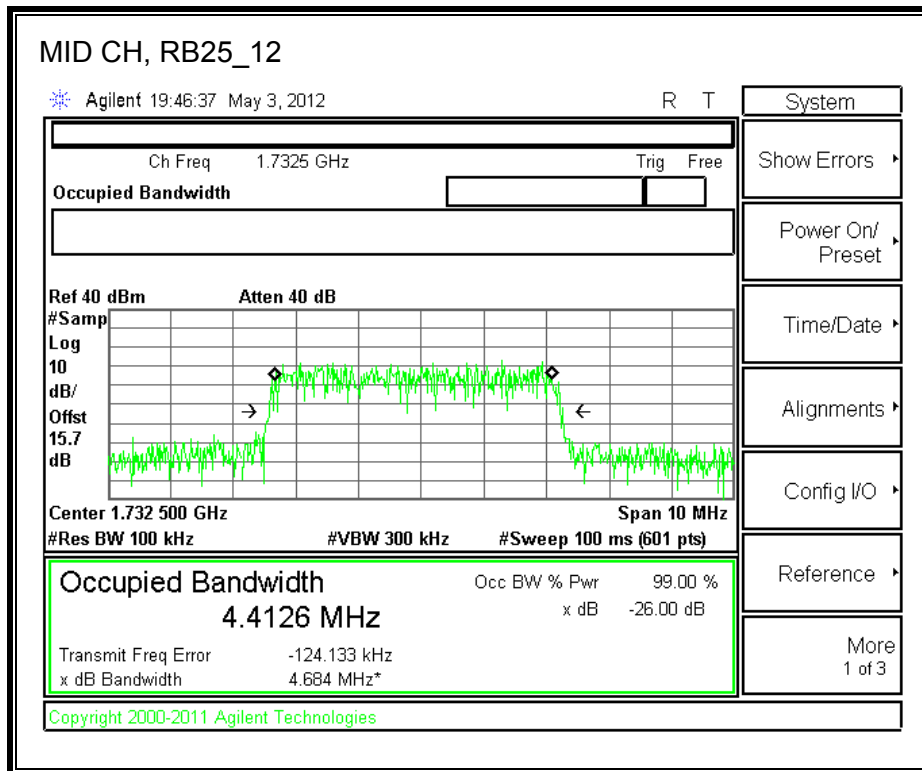 MID CH, RB25_12
Agilent 19:46:37 May 3, 2012 R T System
Ch Freq 1.7325 GHz Trig Free
Occupied Bandwidth
Show Errors
Power On/
Preset
Time/Date
Alignments
Config I/O
Reference
More
1 of 3
Ref 40 dBm Atten 40 dB
#Samp
Log
10
dB/
Offst
15.7
dB
Center 1.732 500 GHz Span 10 MHz
#Res BW 100 kHz #VBW 300 kHz #Sweep 100 ms (601 pts)
Occupied Bandwidth Occ BW % Pwr 99.00 %
4.4126 MHz x dB -26.00 dB
Transmit Freq Error -124.133 kHz
x dB Bandwidth 4.684 MHz*
Copyright 2000-2011 Agilent Technologies